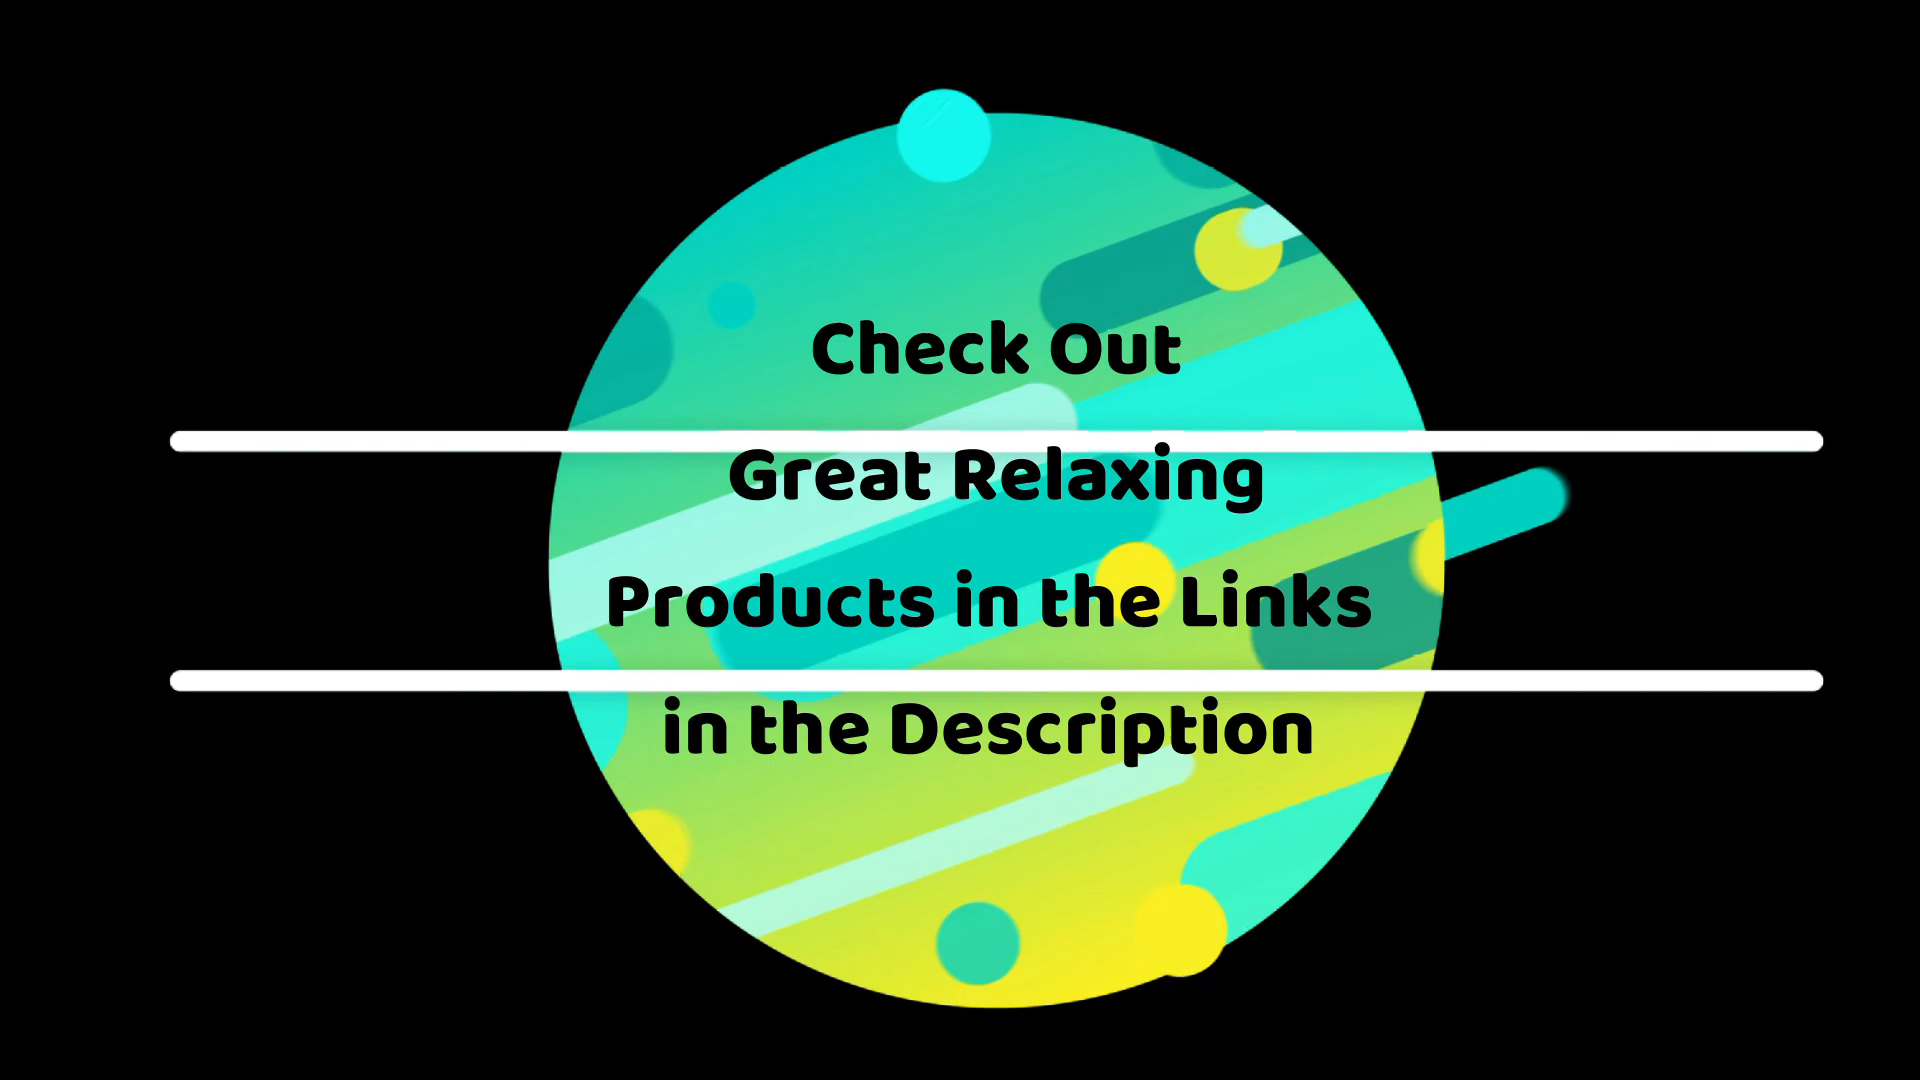 Check Out
Great Relaxing
Products in the Links
in the Description